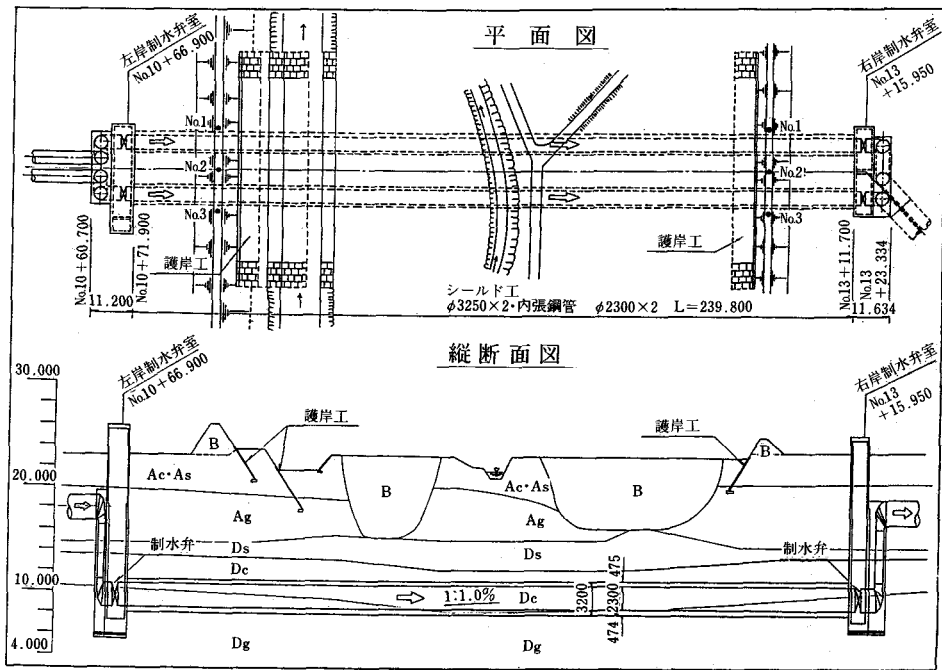 平面図
左岸制水弁室
No.10+66.900
右岸制水弁室
No.13
+15.950
No.1
No.2
No.3
No.1
No.2
No.3
護岸工
護岸工
No.10+60.700
No.10+71.900
11.200
シールド工
φ3250×2・内張鋼管 φ2300×2 L=239.800
No.13+11.700
No.13
+23.334
11.634
縦断面図
左岸制水弁室
No.10+66.900
右岸制水弁室
No.13
+15.950
30.000
20.000
10.000
4.000
護岸工
護岸工
B
B
B
B
Ac・As
Ac・As
Ag
Ag
Ds
Ds
制水弁
制水弁
Dc
Dc
1:1.0%
475
2300
3200
474
Dg
Dg